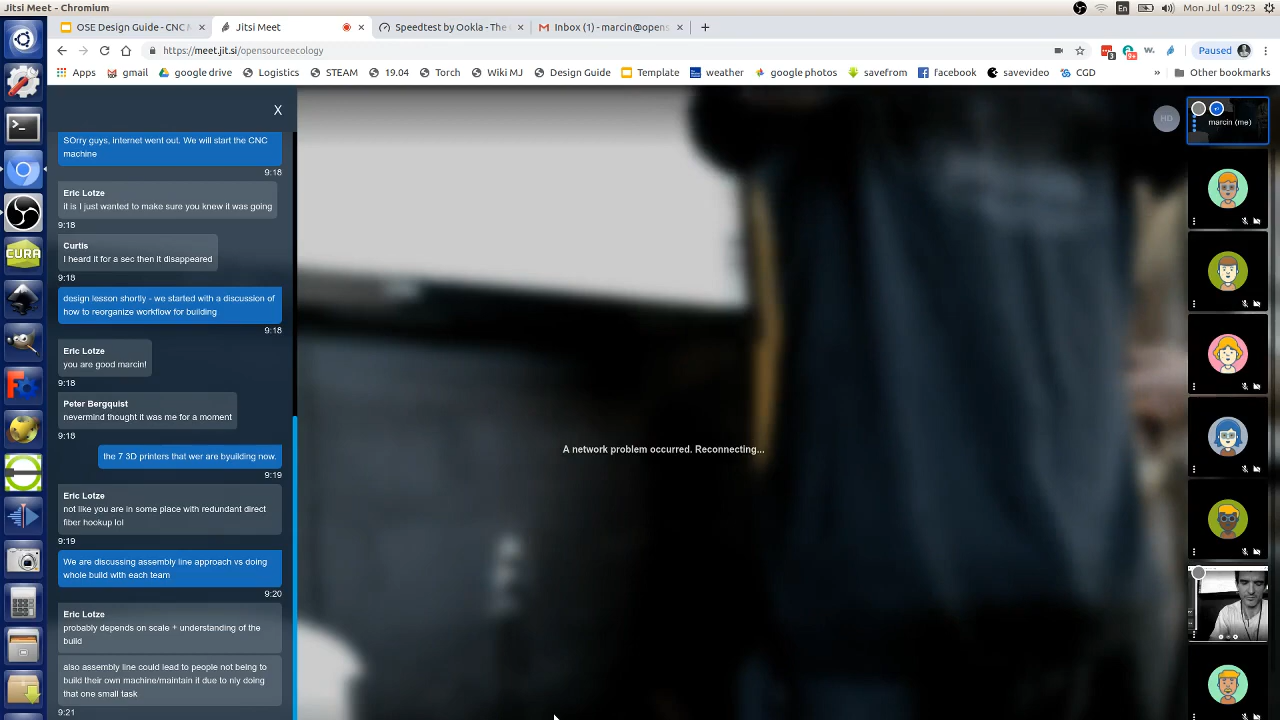 Jitsi Meet - Chromium
En
Mon Jul 1 09:23
OSE Design Guide - CNC M
Jitsi Meet
Speedtest by Ookla - The
Inbox (1) - marcin@opens
https://meet.jit.si/opensourceecology
3
9+
W.
Paused
Apps
gmail
google drive
Logistics
STEAM
19.04
Torch
Wiki MJ
Design Guide
Template
weather
google photos
savefrom
facebook
savevideo
CGD
»
Other bookmarks
X
SOrry guys, internet went out. We will start the CNC
machine
9:18
Eric Lotze
it is I just wanted to make sure you knew it was going
9:18
Curtis
I heard it for a sec then it disappeared
9:18
design lesson shortly - we started with a discussion of
how to reorganize workflow for building
9:18
Eric Lotze
you are good marcin!
9:18
Peter Bergquist
nevermind thought it was me for a moment
9:18
the 7 3D printers that wer are byuilding now.
9:19
Eric Lotze
not like you are in some place with redundant direct
fiber hookup lol
9:19
We are discussing assembly line approach vs doing
whole build with each team
9:20
Eric Lotze
probably depends on scale + understanding of the
build
also assembly line could lead to people not being to
build their own machine/maintain it due to nly doing
that one small task
9:21
A network problem occurred. Reconnecting...
HD
marcin (me)
CURA